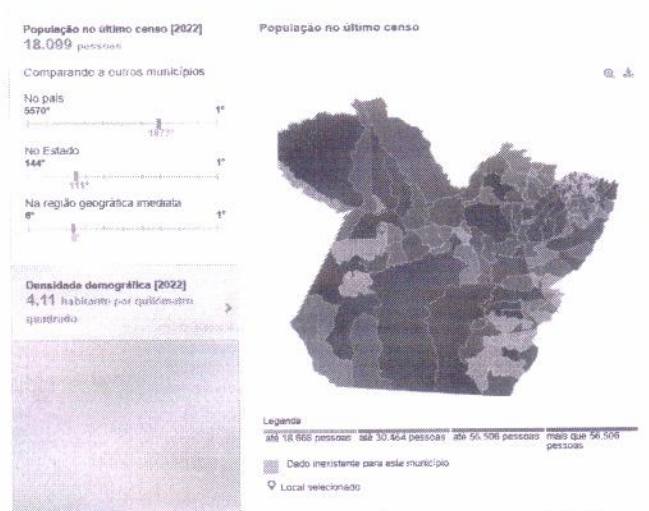 População no último censo [2022]
18.099 pessoas
Comparando a outros municípios
No país
5570° 1°
1877°
No Estado
144° 1°
111°
Na região geográfica imediata
6° 1°
Densidade demográfica [2022]
4,11 habitante por quilômetro
quadrado
População no último censo
Legenda
até 18.668 pessoas até 30.464 pessoas até 56.506 pessoas mais que 56.506
pessoas
Dado inexistente para este município
Local selecionado